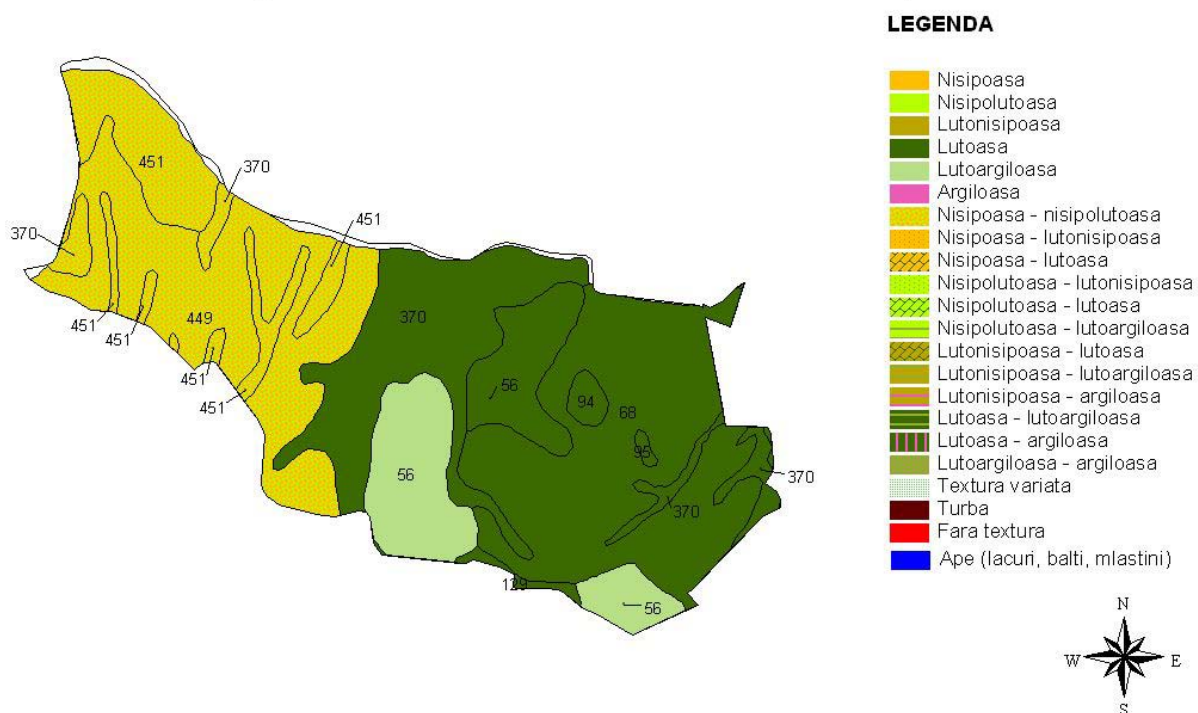 LEGENDA
Nisipoasa
Nisipolutoasa
Lutonisipoasa
Lutoasa
Lutoargiloasa
Argiloasa
Nisipoasa - nisipolutoasa
Nisipoasa - lutonisipoasa
Nisipoasa - lutoasa
Nisipolutoasa - lutonisipoasa
Nisipolutoasa - lutoasa
Nisipolutoasa - lutoargiloasa
Lutonisipoasa - lutoasa
Lutonisipoasa - lutoargiloasa
Lutonisipoasa - argiloasa
Lutoasa - lutoargiloasa
Lutoasa - argiloasa
Lutoargiloasa - argiloasa
Textura variata
Turba
Fara textura
Ape (lacuri, balti, mlastini)
451
370
451
370
449
451
451
451
451
370
56
94
68
95
56
370
370
129
56
N
W
E
S